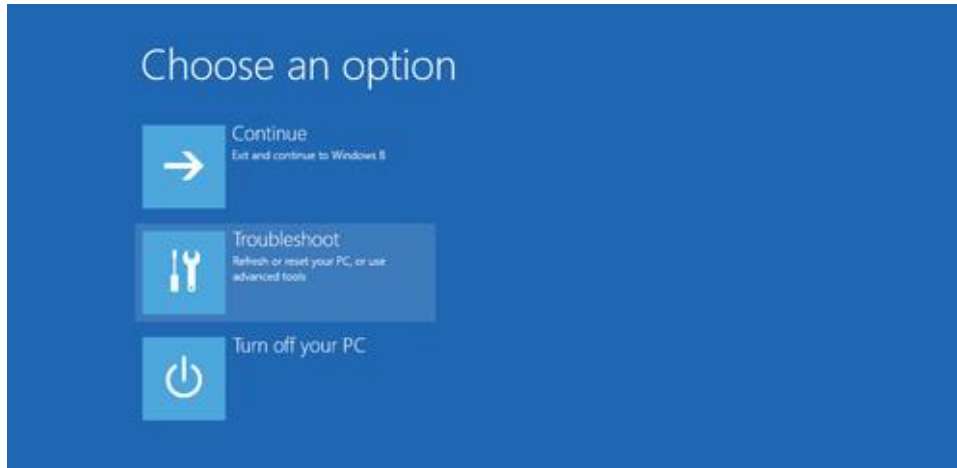 Choose an option
Continue
Exit and continue to Windows 8
Troubleshoot
Refresh or reset your PC, or use
advanced tools
Turn off your PC